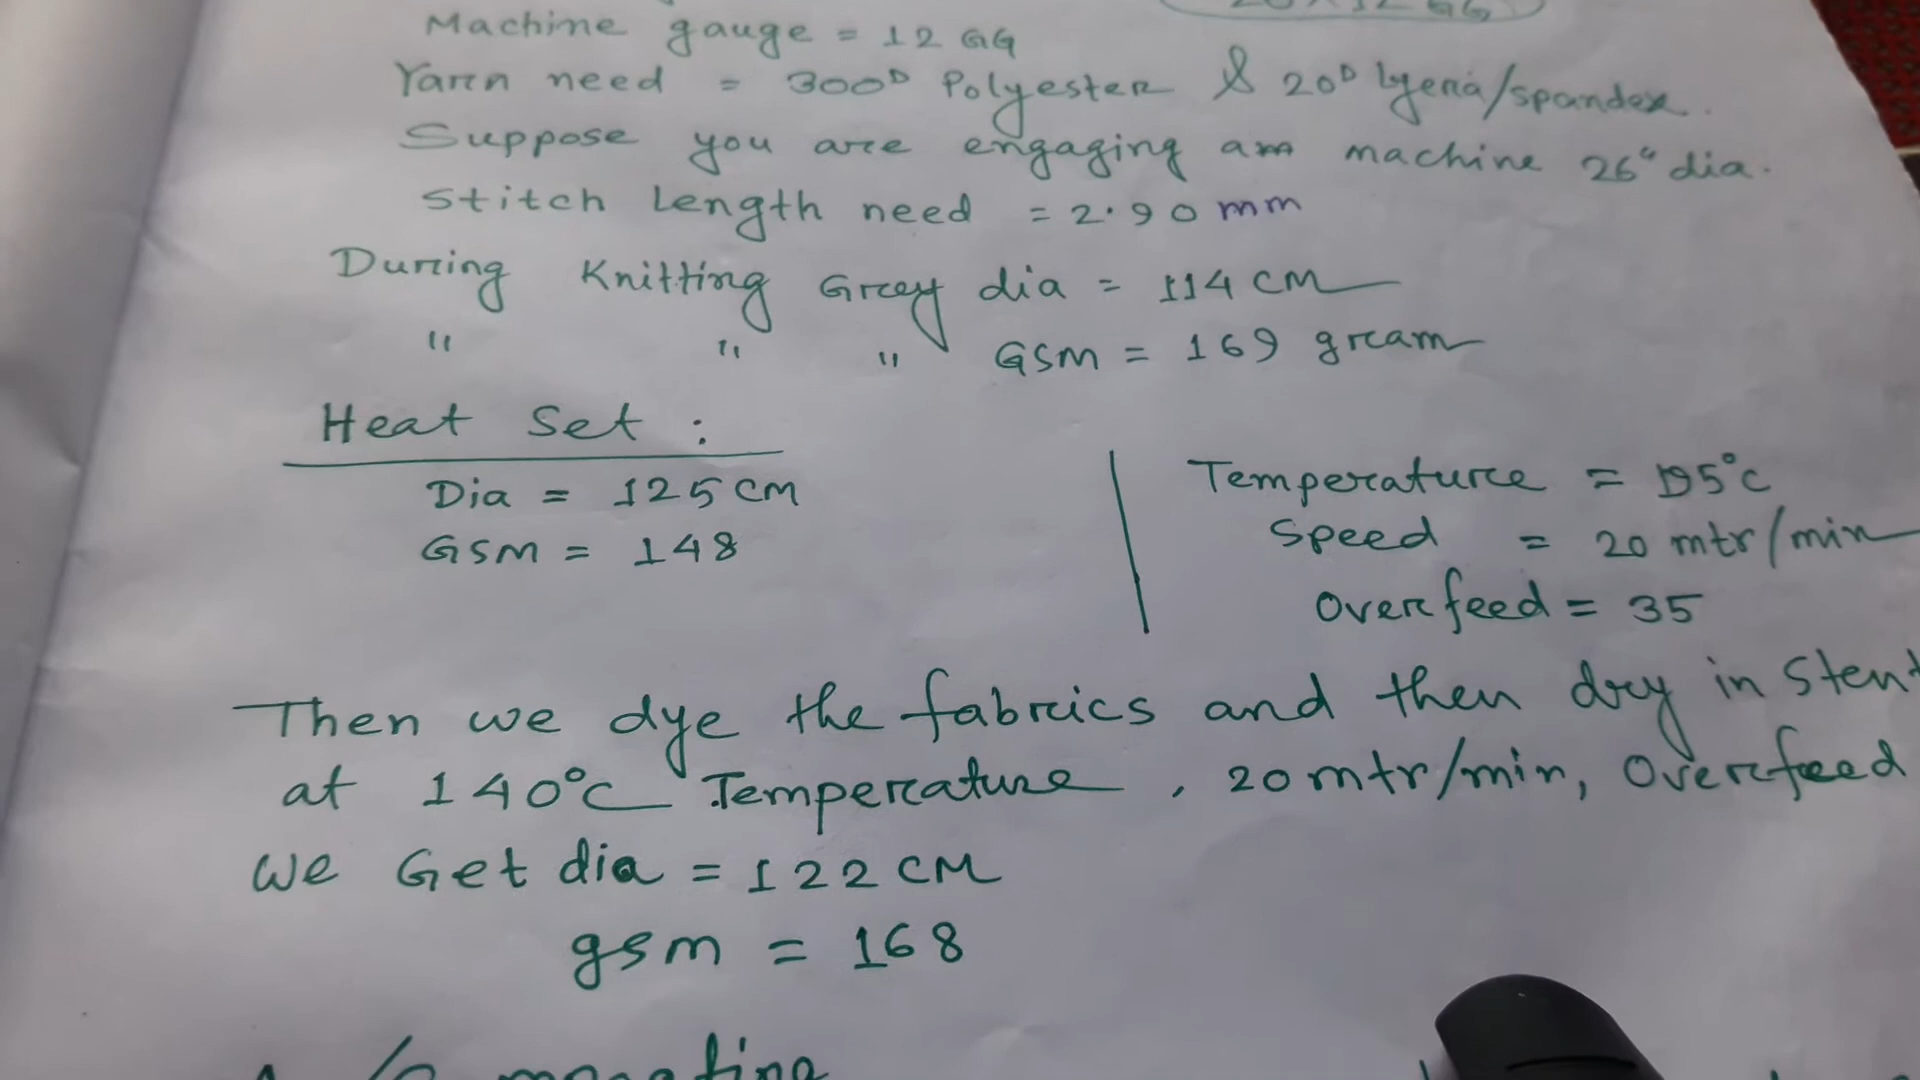 Machine gauge = 12 GG
Yarn need = 300D Polyester & 20D lyera/spandex.
Suppose you are engaging am machine 26" dia.
Stitch Length need = 2.90 mm
During Knitting Grey dia = 114 CM
" " " GSM = 169 gram
Heat Set :
Dia = 125 CM
GSM = 148
Temperature = 195°c
Speed = 20 mtr/min
Overfeed = 35
Then we dye the fabrics and then dry in Stent
at 140°C Temperature, 20 mtr/min, Overfeed
We Get dia = 122 CM
gsm = 168